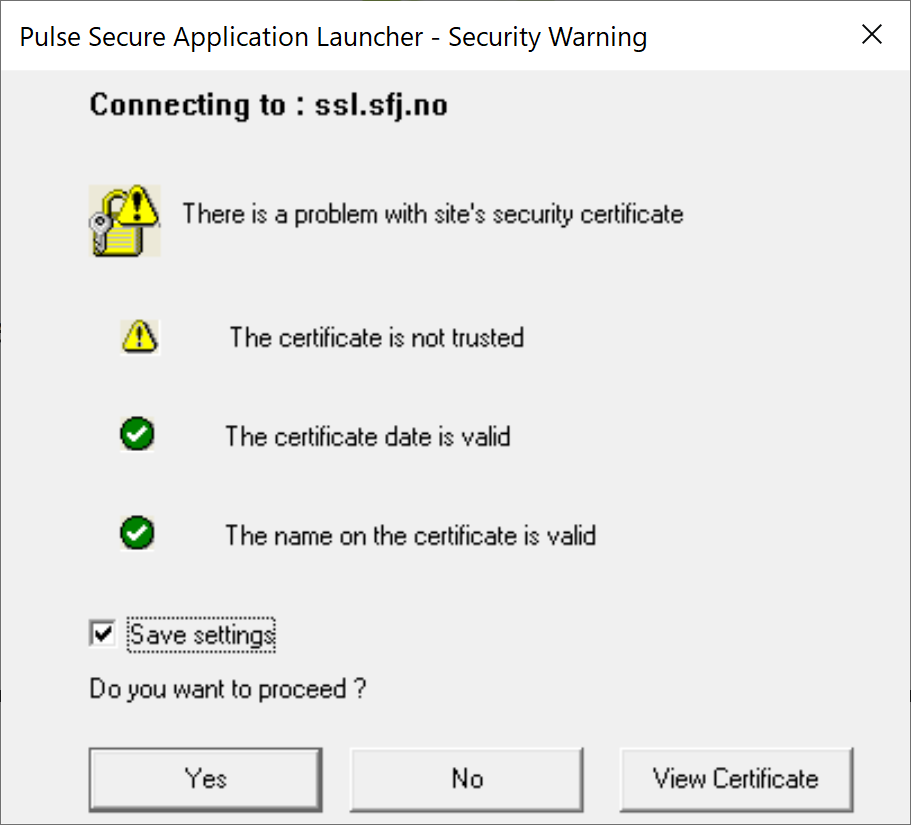 Pulse Secure Application Launcher - Security Warning
Connecting to : ssl.sfj.no
There is a problem with site's security certificate
The certificate is not trusted
The certificate date is valid
The name on the certificate is valid
Save settings
Do you want to proceed ?
Yes No View Certificate